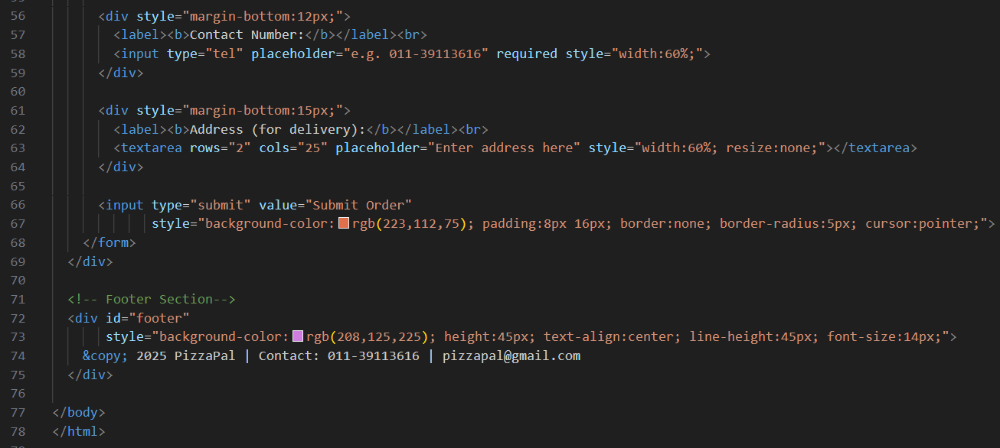 56 <div style="margin-bottom:12px;">
57 <label><b>Contact Number:</b></label><br>
58 <input type="tel" placeholder="e.g. 011-39113616" required style="width:60%;">
59 </div>
60
61 <div style="margin-bottom:15px;">
62 <label><b>Address (for delivery):</b></label><br>
63 <textarea rows="2" cols="25" placeholder="Enter address here" style="width:60%; resize:none;"></textarea>
64 </div>
65
66 <input type="submit" value="Submit Order"
67 style="background-color:rgb(223,112,75); padding:8px 16px; border:none; border-radius:5px; cursor:pointer;">
68 </form>
69 </div>
70
71 <!-- Footer Section-->
72 <div id="footer"
73 style="background-color:rgb(208,125,225); height:45px; text-align:center; line-height:45px; font-size:14px;">
74 &copy; 2025 PizzaPal | Contact: 011-39113616 | pizzapal@gmail.com
75 </div>
76
77 </body>
78 </html>